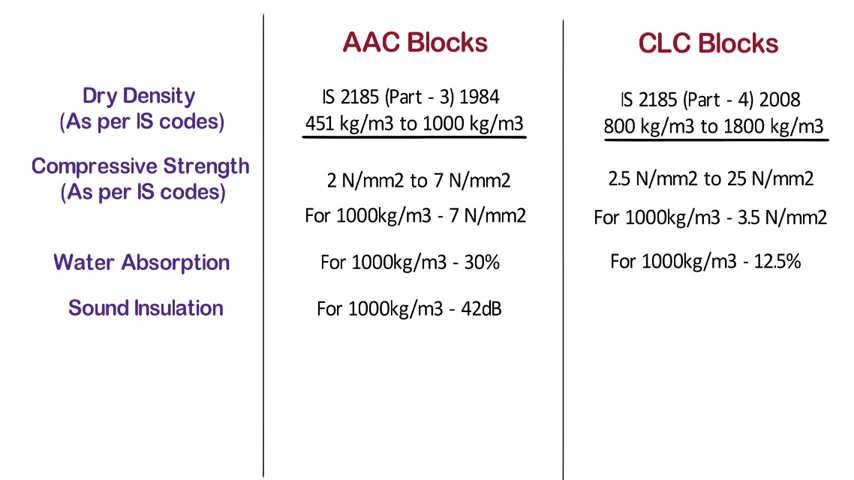 AAC Blocks
CLC Blocks
Dry Density
(As per IS codes)
IS 2185 (Part - 3) 1984
451 kg/m3 to 1000 kg/m3
IS 2185 (Part - 4) 2008
800 kg/m3 to 1800 kg/m3
Compressive Strength
(As per IS codes)
2 N/mm2 to 7 N/mm2
For 1000kg/m3 - 7 N/mm2
2.5 N/mm2 to 25 N/mm2
For 1000kg/m3 - 3.5 N/mm2
Water Absorption
For 1000kg/m3 - 30%
For 1000kg/m3 - 12.5%
Sound Insulation
For 1000kg/m3 - 42dB